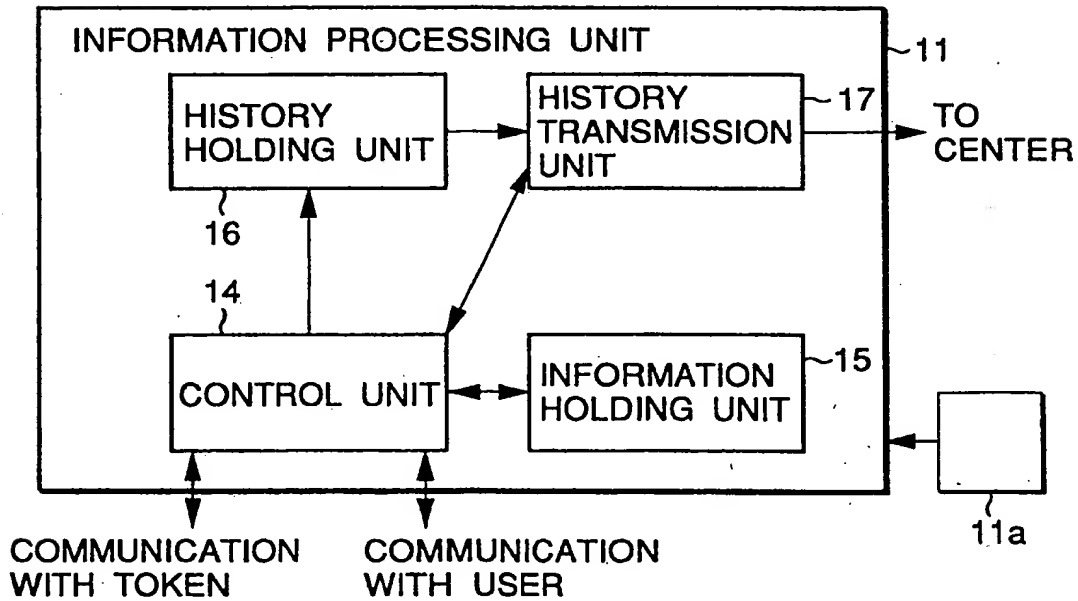 INFORMATION PROCESSING UNIT
11
HISTORY
HOLDING UNIT
16
HISTORY
TRANSMISSION
UNIT
17
TO
CENTER
14
CONTROL UNIT
INFORMATION
HOLDING UNIT
15
11a
COMMUNICATION
WITH TOKEN
COMMUNICATION
WITH USER